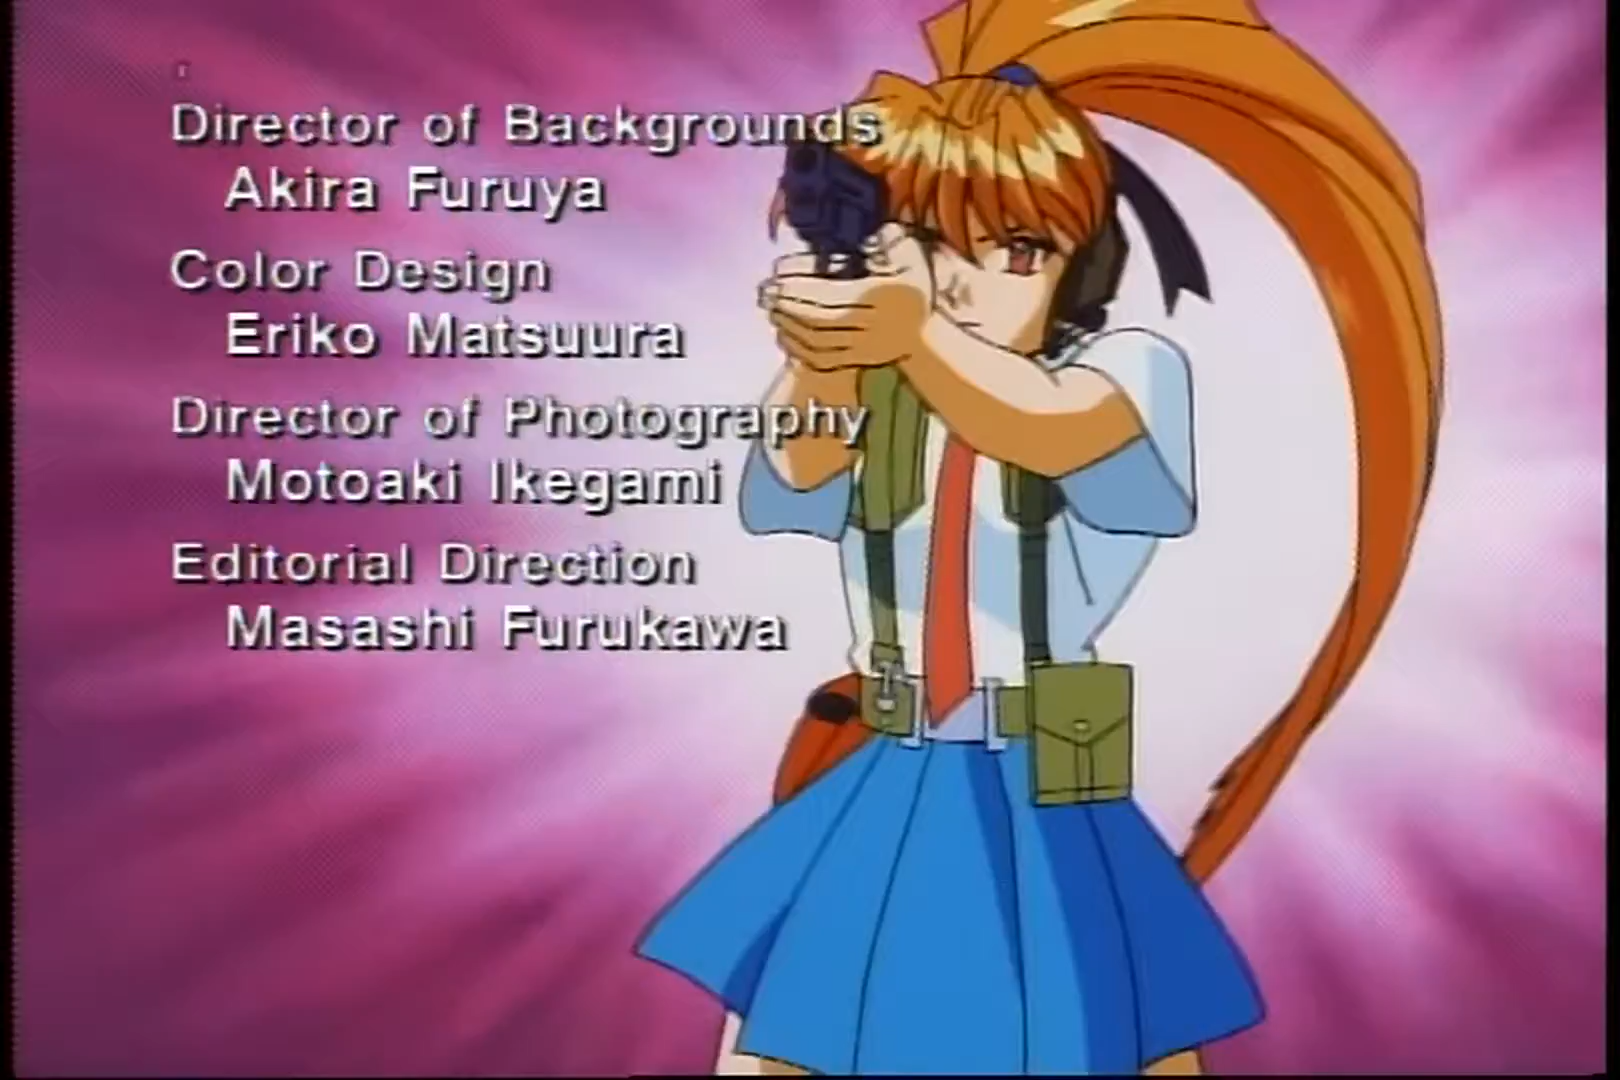 Director of Backgrounds
Akira Furuya
Color Design
Eriko Matsuura
Director of Photography
Motoaki Ikegami
Editorial Direction
Masashi Furukawa